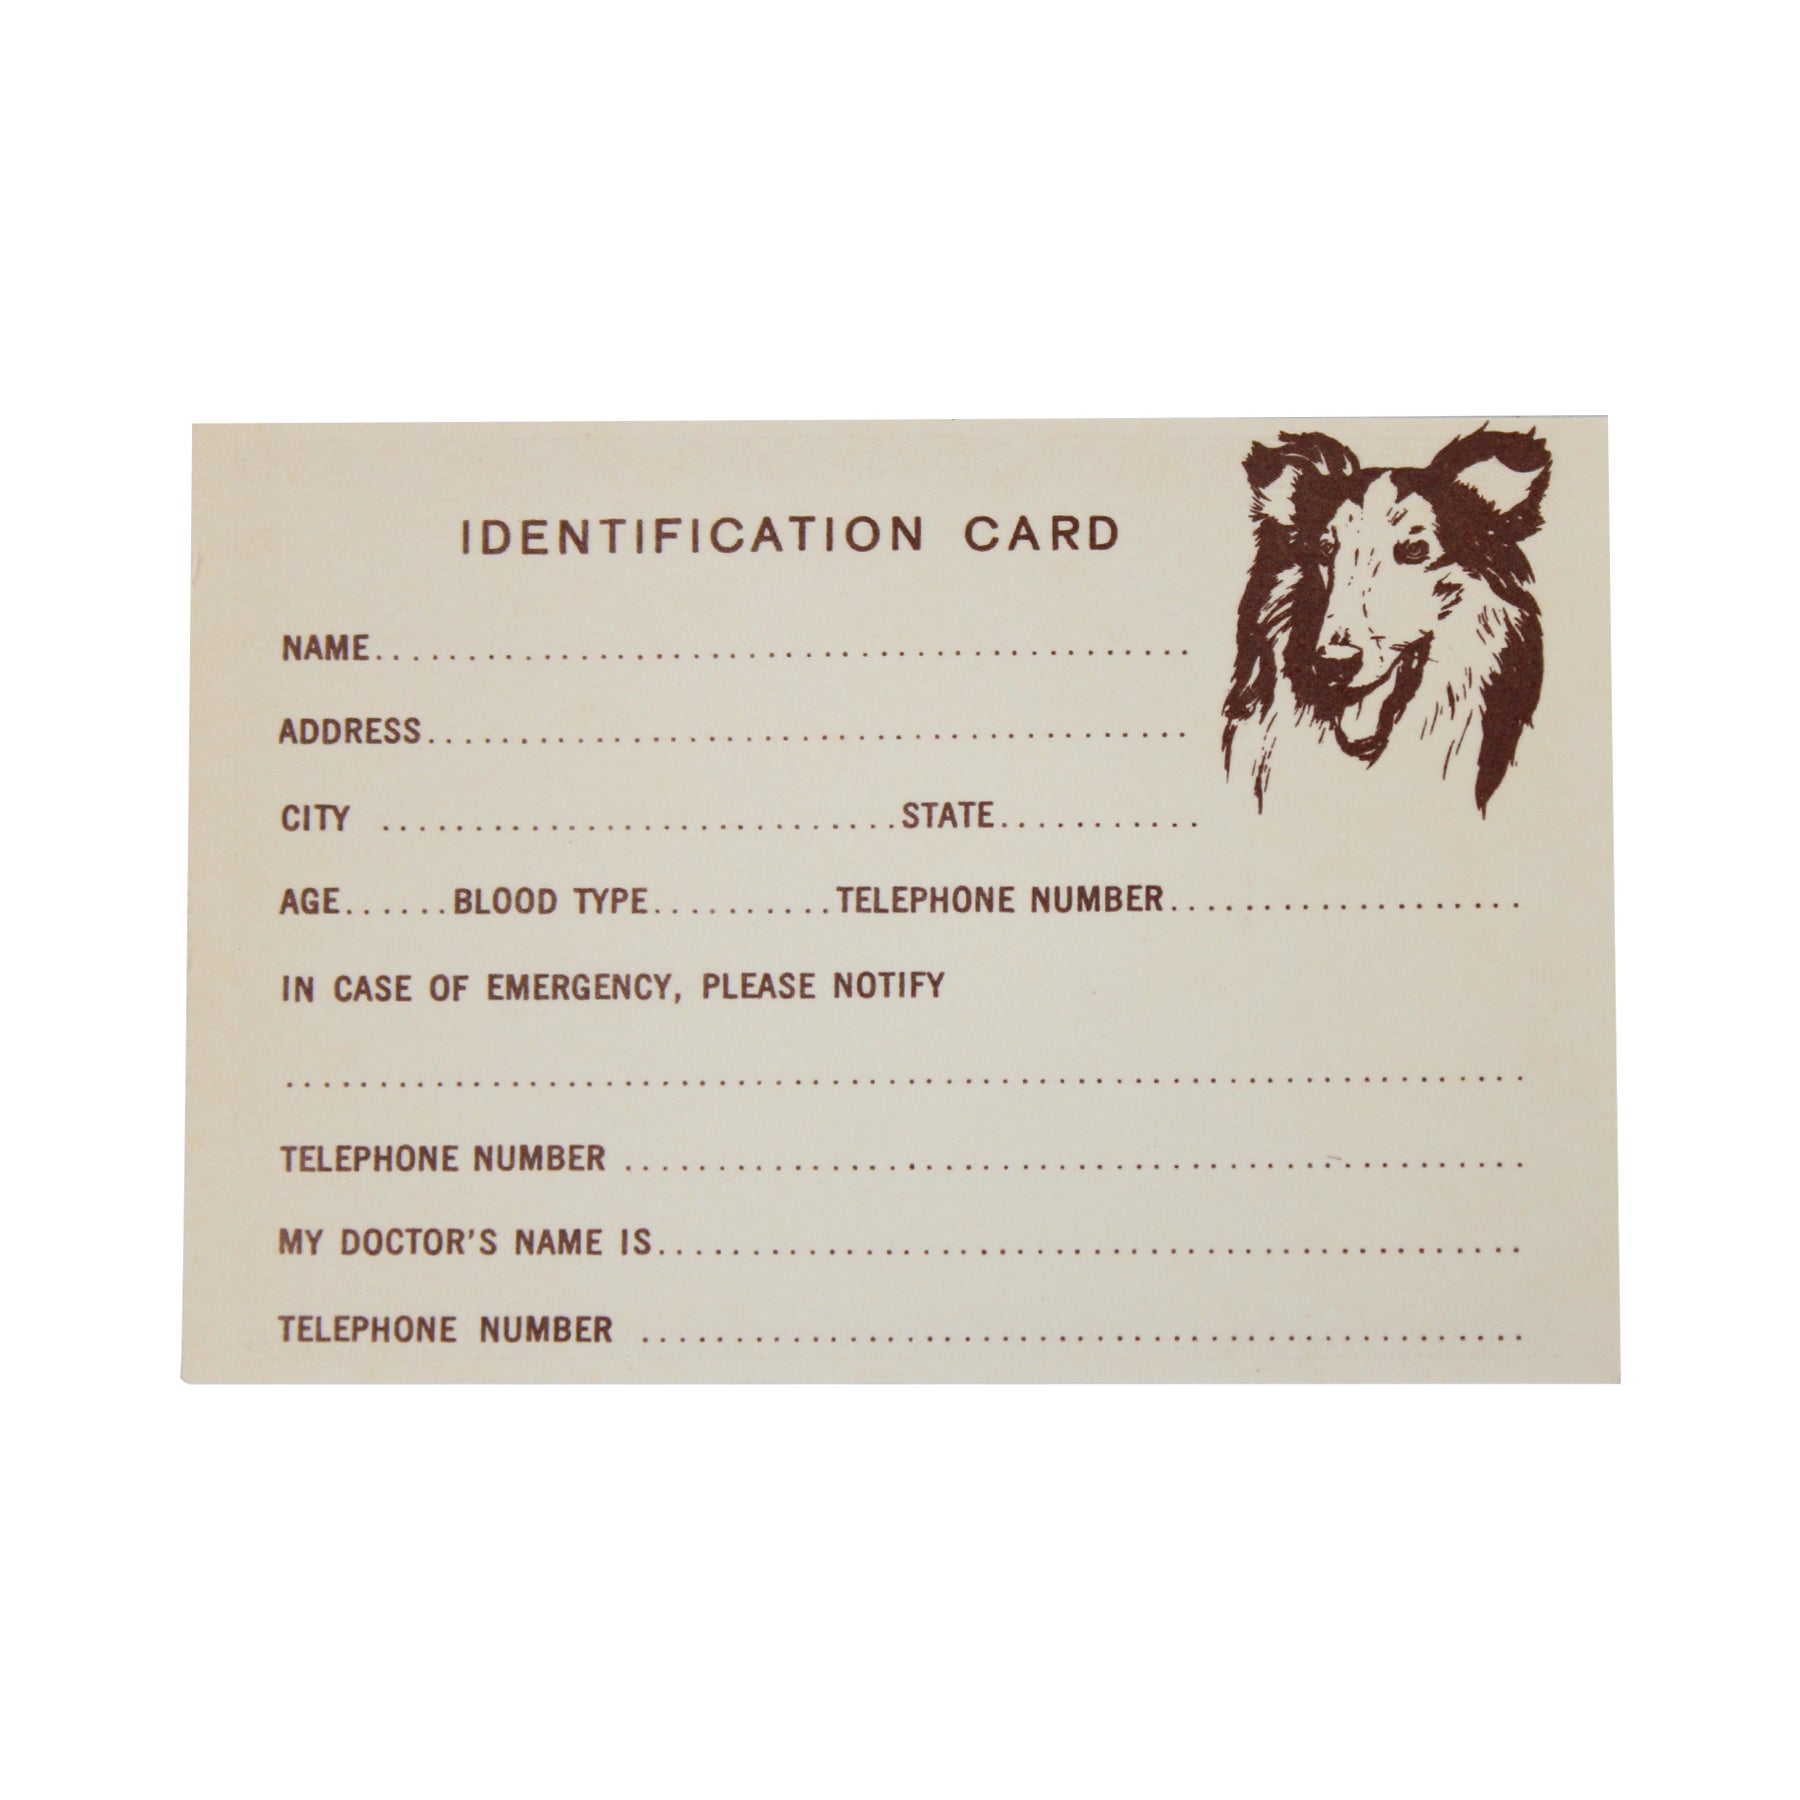 IDENTIFICATION CARD
NAME............................................
ADDRESS.........................................
CITY ............................STATE...........
AGE......BLOOD TYPE..........TELEPHONE NUMBER...................
IN CASE OF EMERGENCY, PLEASE NOTIFY
...................................................................
TELEPHONE NUMBER .................................................
MY DOCTOR'S NAME IS...............................................
TELEPHONE NUMBER ................................................